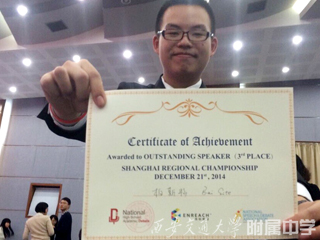 Certificate of Achievement
Awarded to OUTSTANDING SPEAKER (3rd PLACE)
SHANGHAI REGIONAL CHAMPIONSHIP
DECEMBER 21st, 2014
National
ENREACH
西安交通大学附属中学